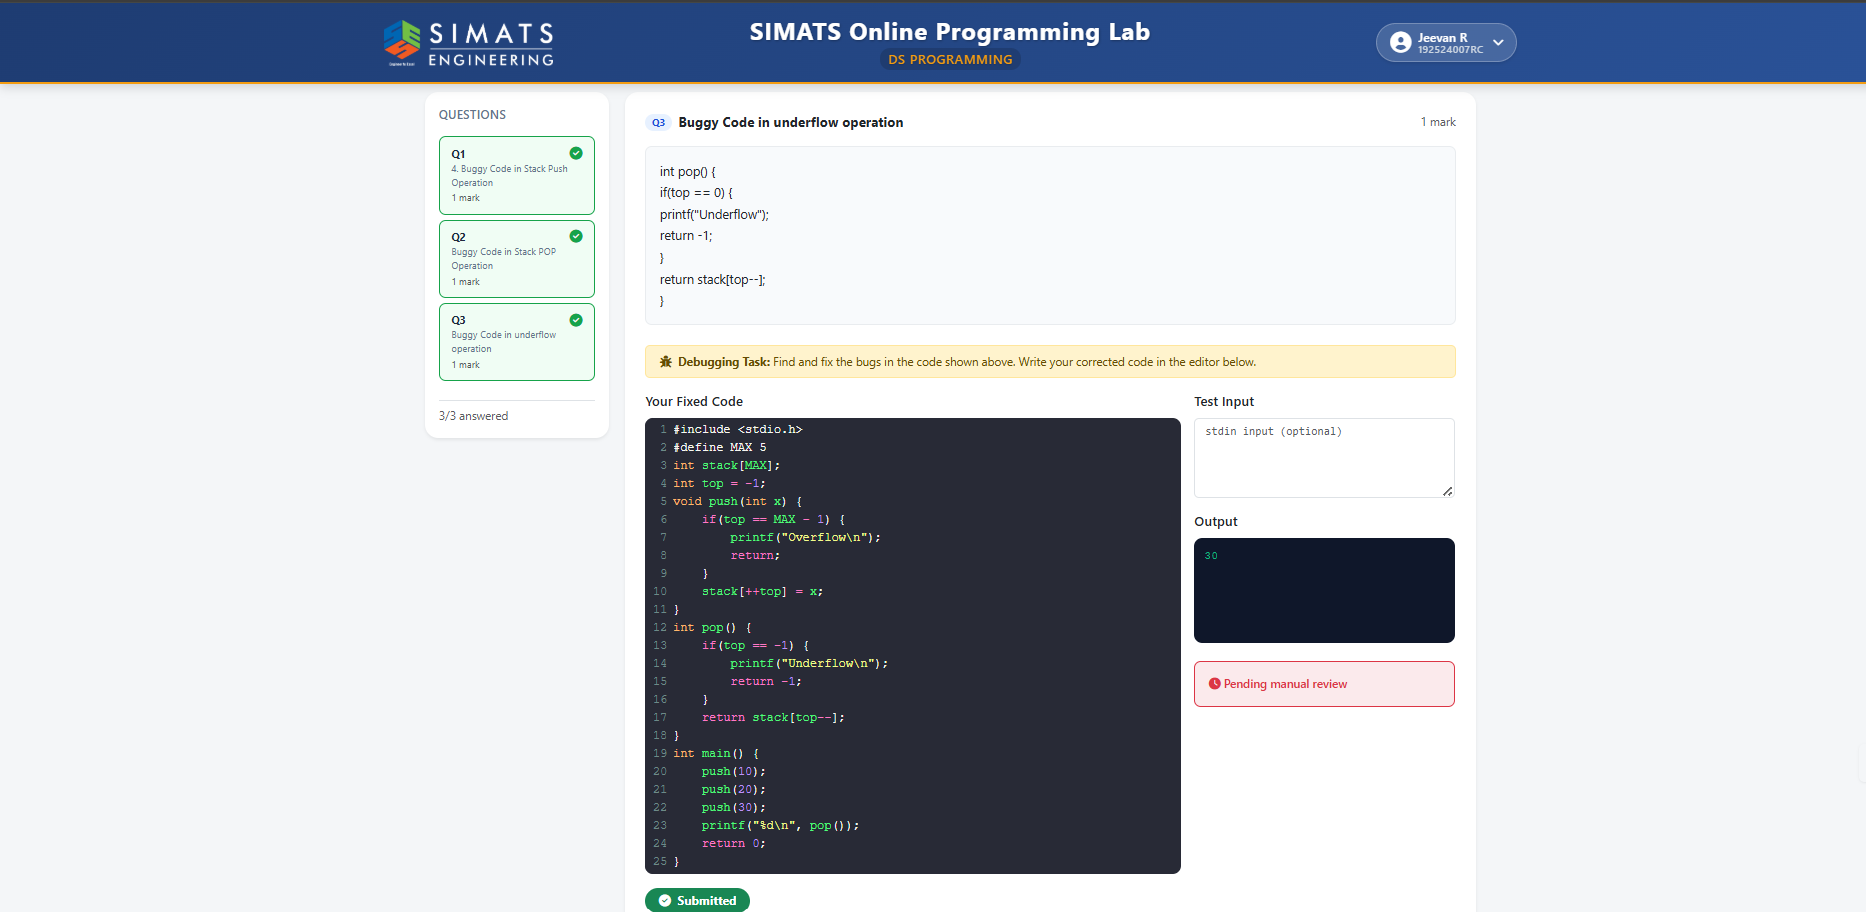 SIMATS
ENGINEERING
Engineer to Excel
SIMATS Online Programming Lab
DS PROGRAMMING
Jeevan R
192524007RC
QUESTIONS
Q1
4. Buggy Code in Stack Push
Operation
1 mark
Q2
Buggy Code in Stack POP
Operation
1 mark
Q3
Buggy Code in underflow
operation
1 mark
3/3 answered
Q3 Buggy Code in underflow operation
1 mark
int pop() {
if(top == 0) {
printf("Underflow");
return -1;
}
return stack[top--];
}
Debugging Task: Find and fix the bugs in the code shown above. Write your corrected code in the editor below.
Your Fixed Code
1 #include <stdio.h>
2 #define MAX 5
3 int stack[MAX];
4 int top = -1;
5 void push(int x) {
6     if(top == MAX - 1) {
7         printf("Overflow\n");
8         return;
9     }
10     stack[++top] = x;
11 }
12 int pop() {
13     if(top == -1) {
14         printf("Underflow\n");
15         return -1;
16     }
17     return stack[top--];
18 }
19 int main() {
20     push(10);
21     push(20);
22     push(30);
23     printf("%d\n", pop());
24     return 0;
25 }
Submitted
Test Input
stdin input (optional)
Output
30
Pending manual review